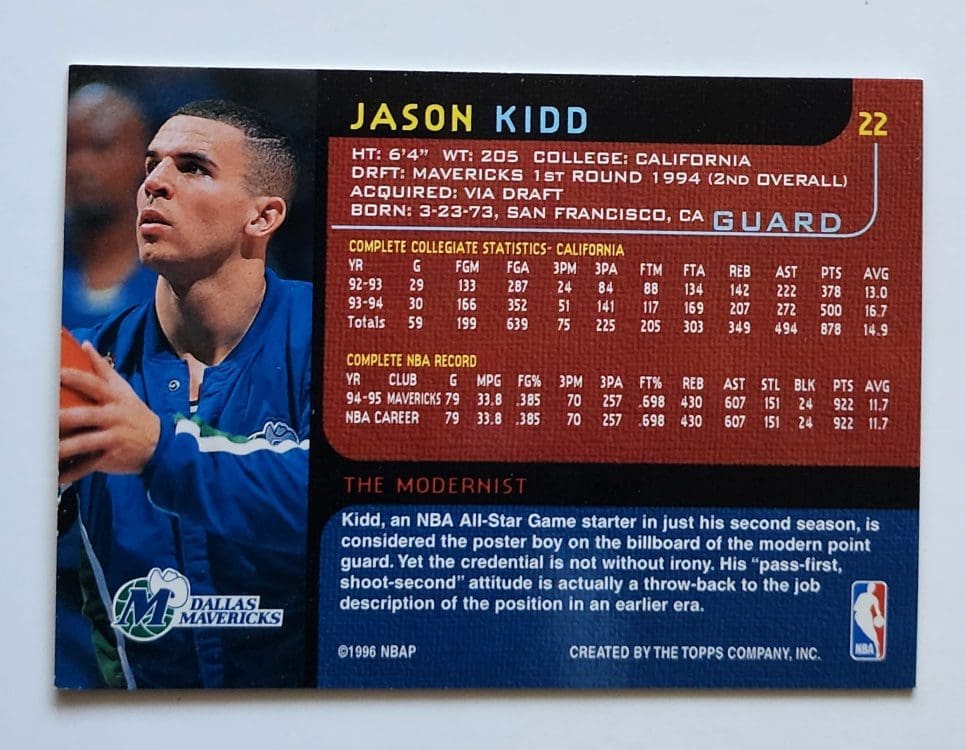 JASON KIDD
22
HT: 6'4" WT: 205 COLLEGE: CALIFORNIA
DRFT: MAVERICKS 1ST ROUND 1994 (2ND OVERALL)
ACQUIRED: VIA DRAFT
BORN: 3-23-73, SAN FRANCISCO, CA
GUARD
COMPLETE COLLEGIATE STATISTICS- CALIFORNIA
YR G FGM FGA 3PM 3PA FTM FTA REB AST PTS AVG
92-93 29 133 287 24 84 88 134 142 222 378 13.0
93-94 30 166 352 51 141 117 169 207 272 500 16.7
Totals 59 199 639 75 225 205 303 349 494 878 14.9
COMPLETE NBA RECORD
YR CLUB G MPG FG% 3PM 3PA FT% REB AST STL BLK PTS AVG
94-95 MAVERICKS 79 33.8 .385 70 257 .698 430 607 151 24 922 11.7
NBA CAREER 79 33.8 .385 70 257 .698 430 607 151 24 922 11.7
THE MODERNIST
Kidd, an NBA All-Star Game starter in just his second season, is
considered the poster boy on the billboard of the modern point
guard. Yet the credential is not without irony. His "pass-first,
shoot-second" attitude is actually a throw-back to the job
description of the position in an earlier era.
M DALLAS
MAVERICKS
©1996 NBAP
CREATED BY THE TOPPS COMPANY, INC.
NBA